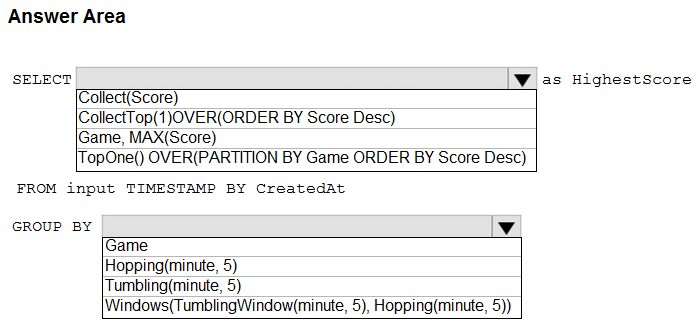 Answer Area
SELECT as HighestScore
Collect(Score)
CollectTop(1)OVER(ORDER BY Score Desc)
Game, MAX(Score)
TopOne() OVER(PARTITION BY Game ORDER BY Score Desc)
FROM input TIMESTAMP BY CreatedAt
GROUP BY
Game
Hopping(minute, 5)
Tumbling(minute, 5)
Windows(TumblingWindow(minute, 5), Hopping(minute, 5))